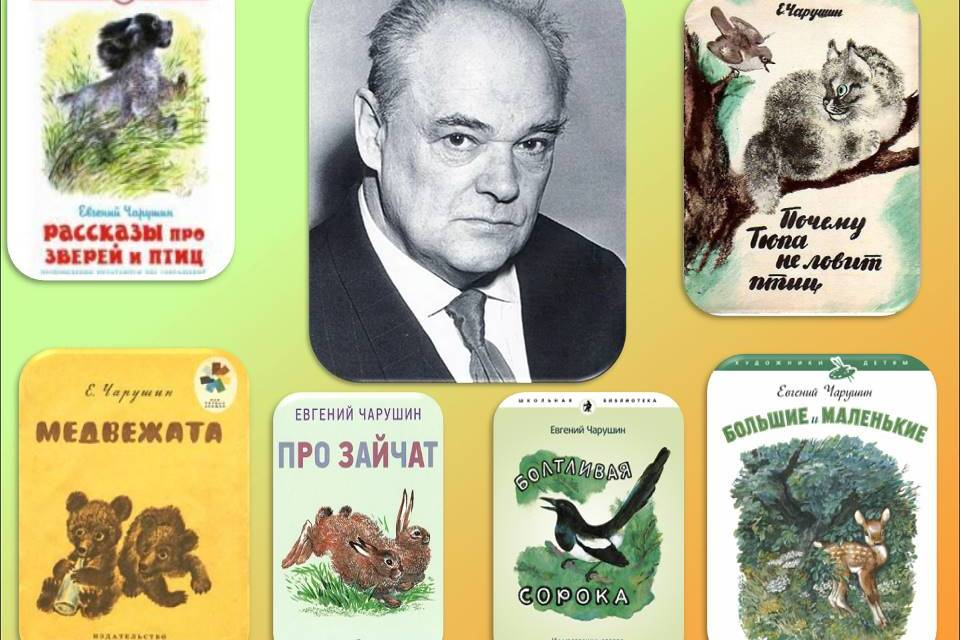 Евгений Чарушин
РАССКАЗЫ ПРО
ЗВЕРЕЙ И ПТИЦ
Е. Чарушин
Почему
Тюпа
не ловит
птиц
Е. Чарушин
МЕДВЕЖАТА
ИЗДАТЕЛЬСТВО
ЕВГЕНИЙ ЧАРУШИН
ПРО ЗАЙЧАТ
ШКОЛЬНАЯ БИБЛИОТЕКА
Евгений Чарушин
БОЛТЛИВАЯ
СОРОКА
ХУДОЖНИКИ ДЕТЯМ
Евгений Чарушин
БОЛЬШИЕ и МАЛЕНЬКИЕ